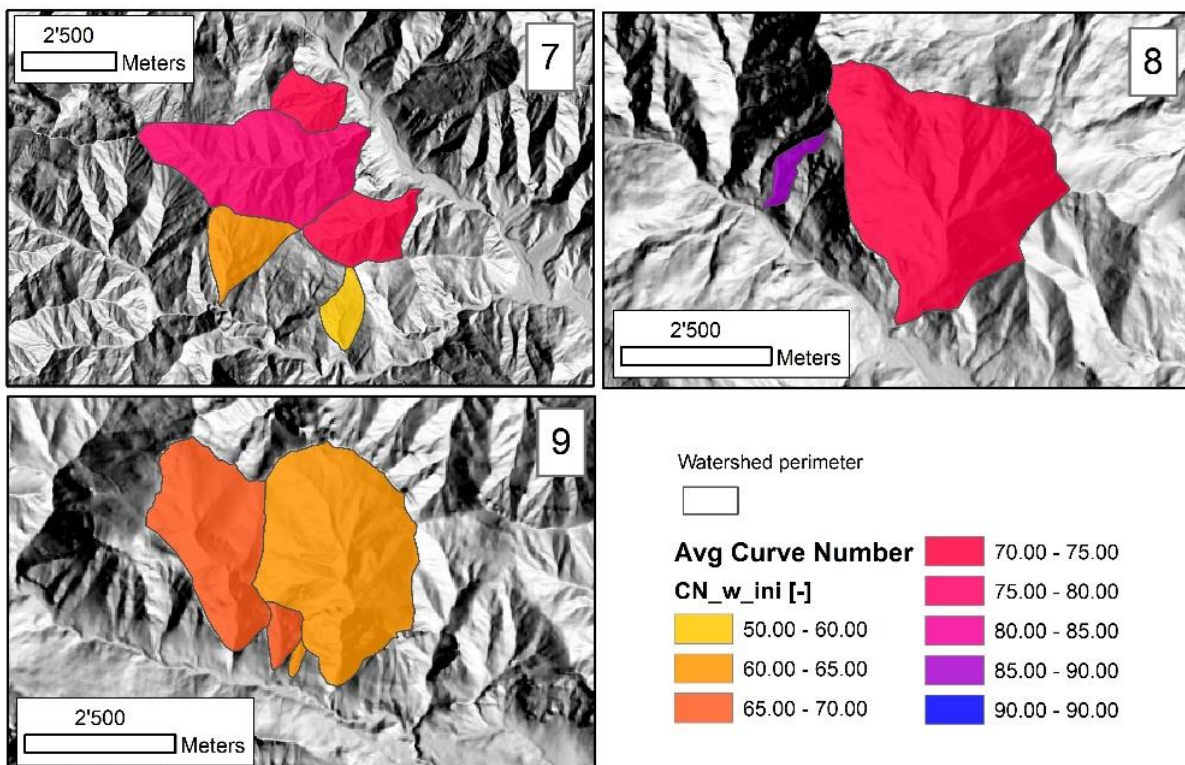 2'500
Meters
7
2'500
Meters
8
2'500
Meters
9
Watershed perimeter
Avg Curve Number
CN_w_ini [-]
50.00 - 60.00
60.00 - 65.00
65.00 - 70.00
70.00 - 75.00
75.00 - 80.00
80.00 - 85.00
85.00 - 90.00
90.00 - 90.00